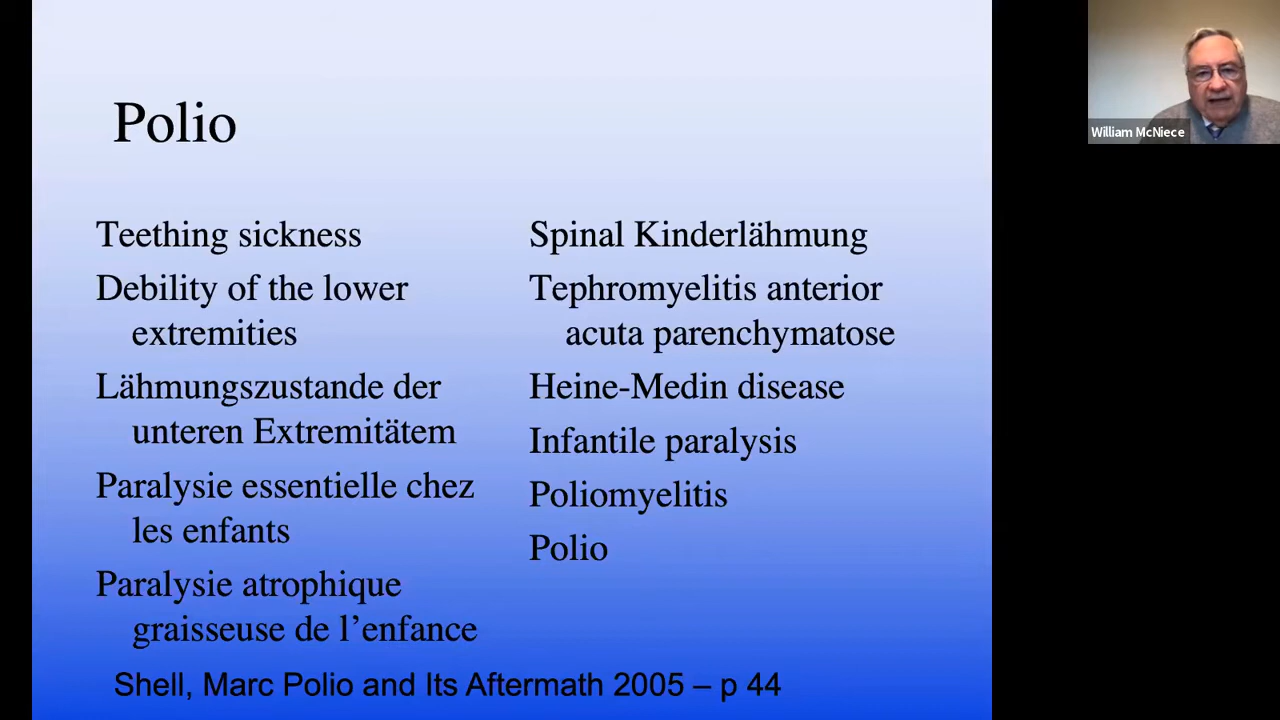 Polio
Teething sickness
Debility of the lower
extremities
Lähmungszustande der
unteren Extremitätem
Paralysie essentielle chez
les enfants
Paralysie atrophique
graisseuse de l’enfance
Spinal Kinderlähmung
Tephromyelitis anterior
acuta parenchymatose
Heine-Medin disease
Infantile paralysis
Poliomyelitis
Polio
Shell, Marc Polio and Its Aftermath 2005 – p 44
William McNiece